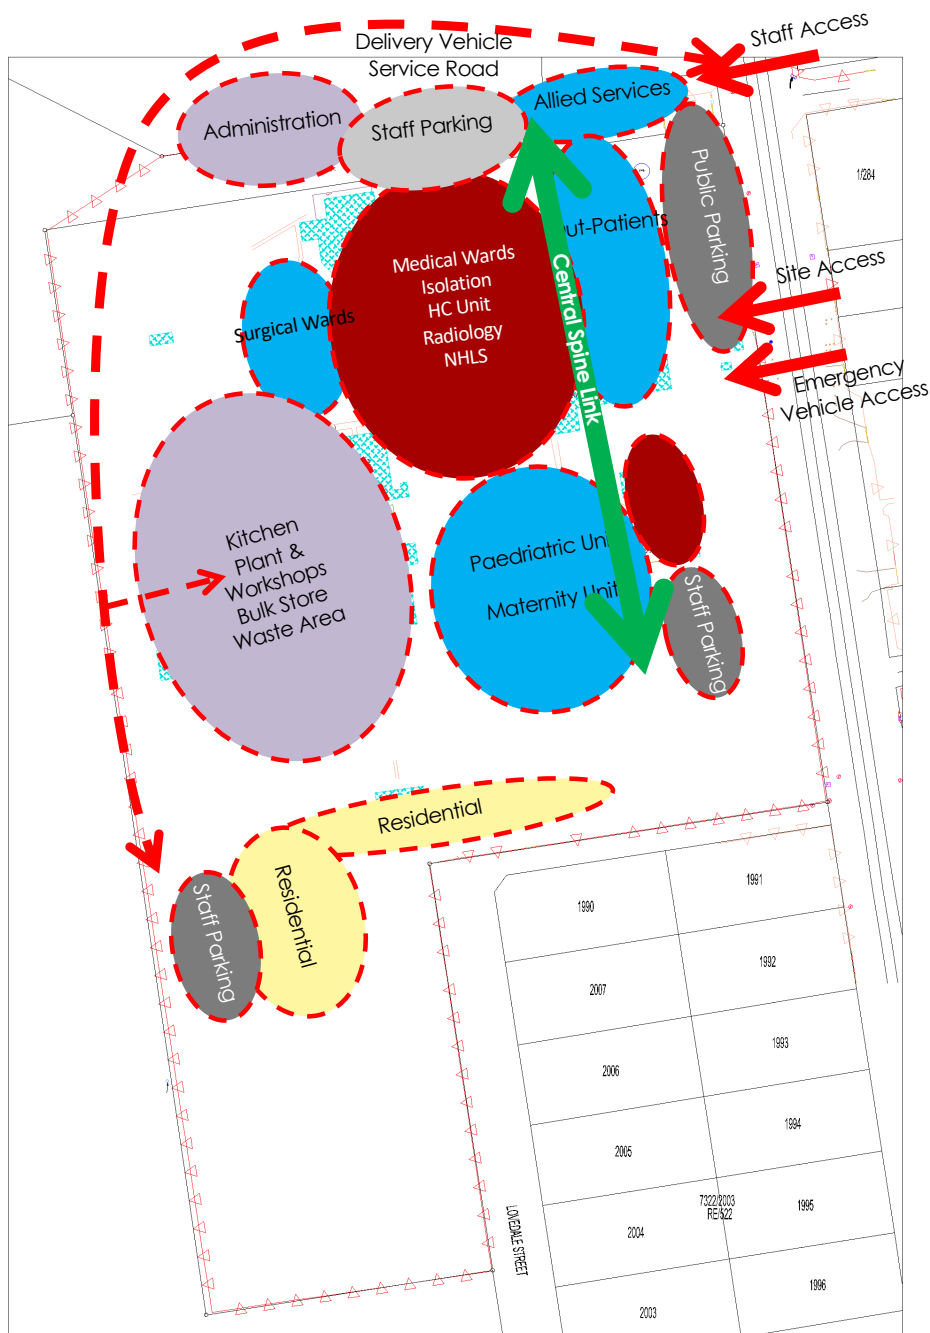 Staff Access
Delivery Vehicle
Service Road
Allied Services
Administration
Staff Parking
Public Parking
1/284
ut-Patients
Medical Wards
Isolation
HC Unit
Radiology
NHLS
Central Spine Link
Site Access
Surgical Wards
Emergency
Vehicle Access
Kitchen
Plant &
Workshops
Bulk Store
Waste Area
Paedriatric Uni
Maternity Unit
Staff Parking
Residential
Residential
Staff Parking
1990
1991
2007
1992
2006
1993
2005
1994
7322/2003
RE/522
2004
1995
LOVEDALE STREET
2003
1996